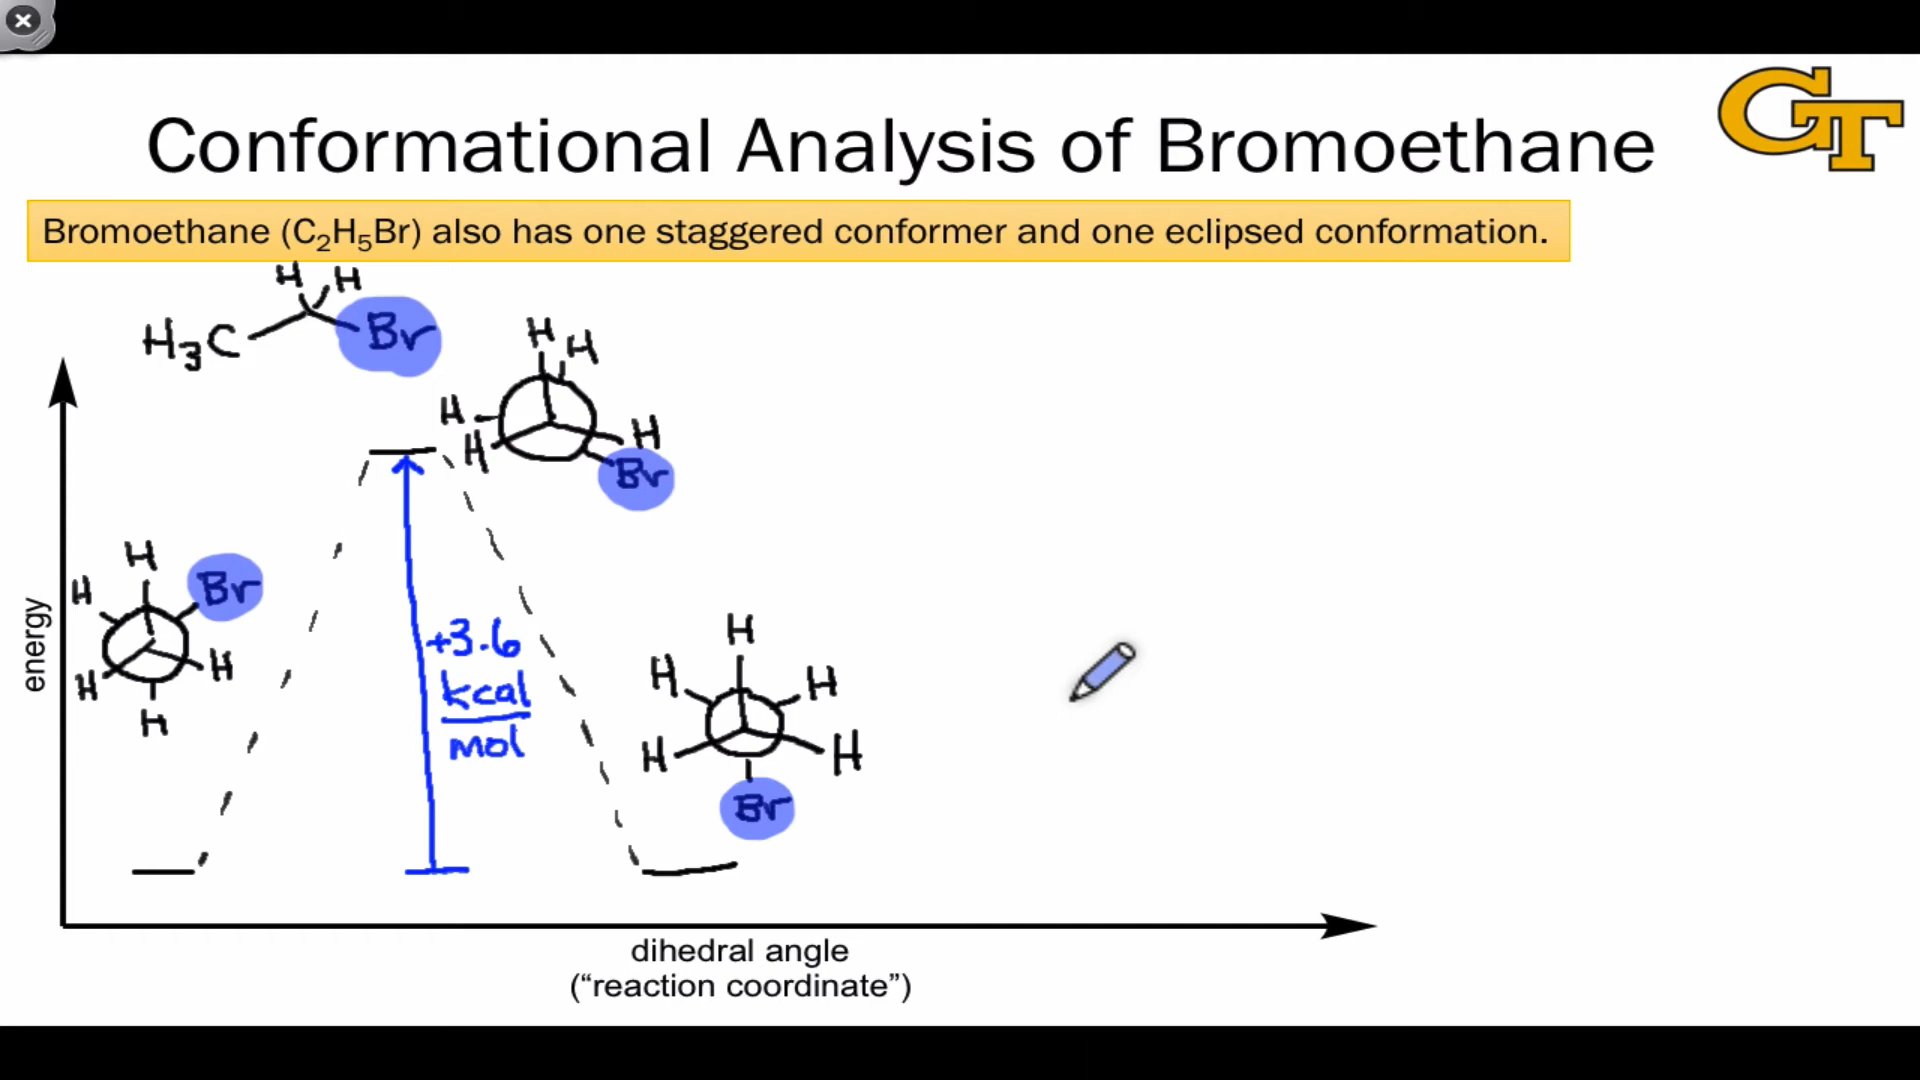 Conformational Analysis of Bromoethane
GT
Bromoethane (C₂H₅Br) also has one staggered conformer and one eclipsed conformation.
H H
H₃C Br
H H
H H
H Br
H
H Br
H H
H
+3.6
kcal
mol
H
H H
H H
Br
energy
dihedral angle
(“reaction coordinate”)